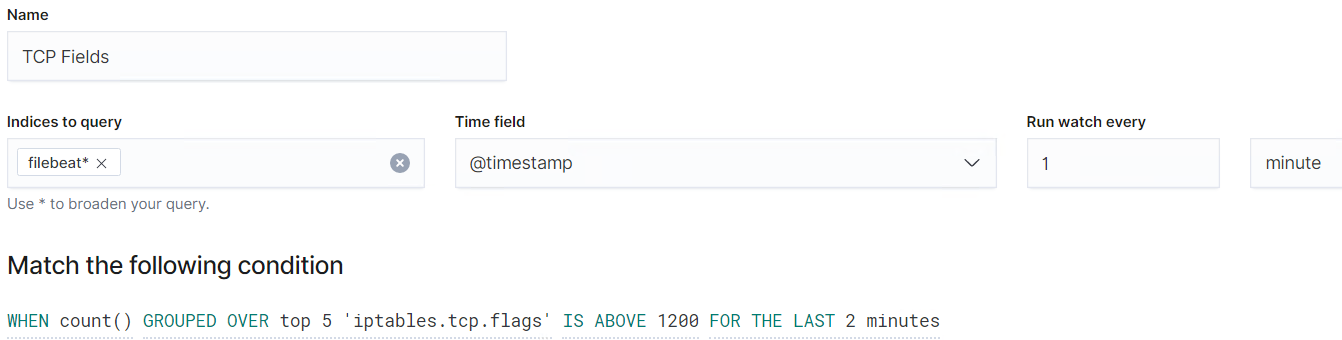 Name
TCP Fields
Indices to query Time field Run watch every
filebeat* @timestamp 1 minute
Use * to broaden your query.
Match the following condition
WHEN count() GROUPED OVER top 5 'iptables.tcp.flags' IS ABOVE 1200 FOR THE LAST 2 minutes